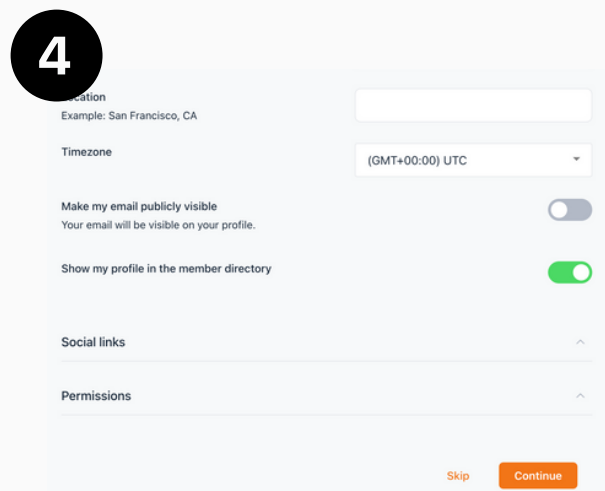 4
ocation
Example: San Francisco, CA
Timezone
(GMT+00:00) UTC
Make my email publicly visible
Your email will be visible on your profile.
Show my profile in the member directory
Social links
Permissions
Skip
Continue